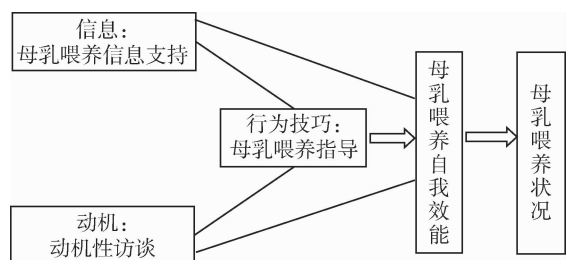 信息：
母乳喂养信息支持
行为技巧：
母乳喂养指导
动机：
动机性访谈
母乳喂养自我效能
母乳喂养状况